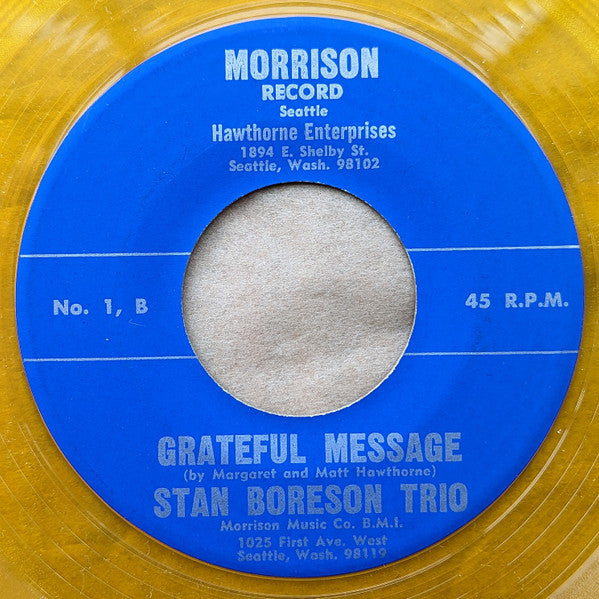 MORRISON
RECORD
Seattle
Hawthorne Enterprises
1894 E. Shelby St.
Seattle, Wash. 98102
No. 1, B
45 R.P.M.
GRATEFUL MESSAGE
(by Margaret and Matt Hawthorne)
STAN BORESON TRIO
Morrison Music Co. B.M.I.
1025 First Ave. West
Seattle, Wash. 98119